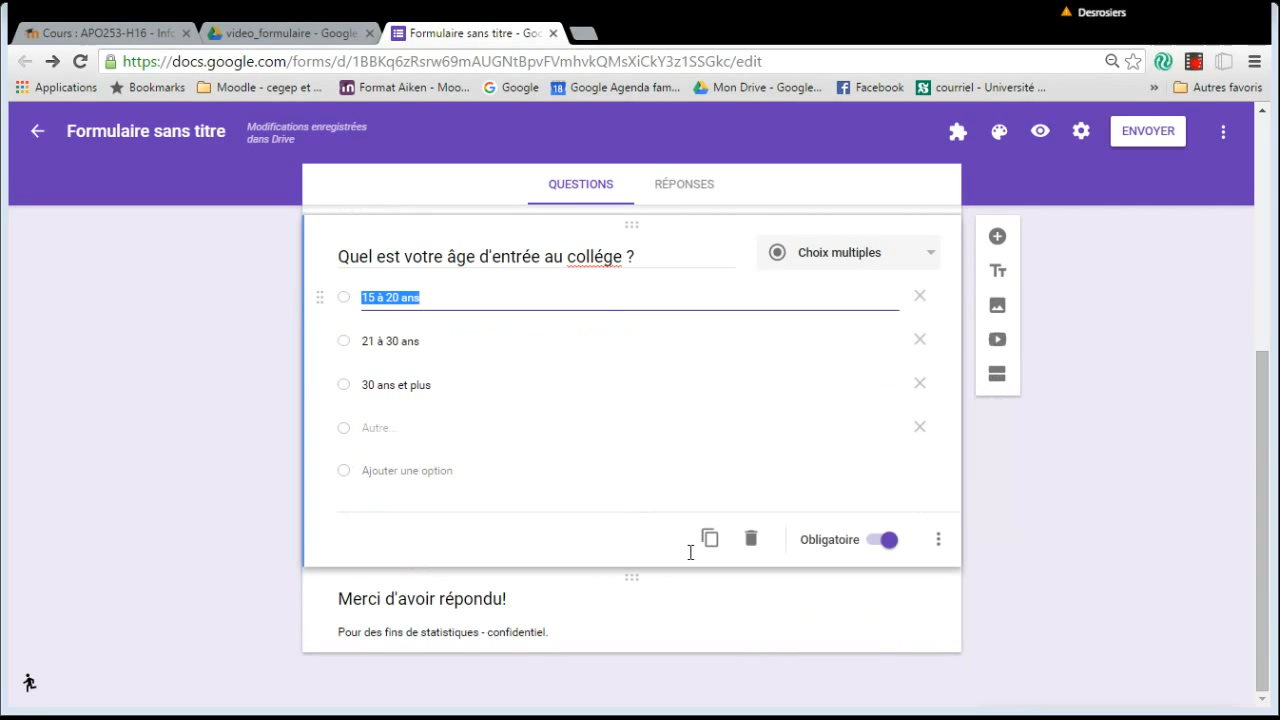 Desrosiers
Cours : APO253-H16 - Info
video_formulaire - Google
Formulaire sans titre - Goo
https://docs.google.com/forms/d/1BBKq6zRsrw69mAUGNtBpvFVmhvkQMsXiCkY3z1SSGkc/edit
Applications Bookmarks Moodle - cegep et ... Format Aiken - Moo... Google Google Agenda fam... Mon Drive - Google... Facebook courriel - Université ... » Autres favoris
Formulaire sans titre
Modifications enregistrées
dans Drive
ENVOYER
QUESTIONS RÉPONSES
Quel est votre âge d'entrée au collége ?
Choix multiples
15 à 20 ans
21 à 30 ans
30 ans et plus
Autre...
Ajouter une option
Obligatoire
Merci d'avoir répondu!
Pour des fins de statistiques - confidentiel.